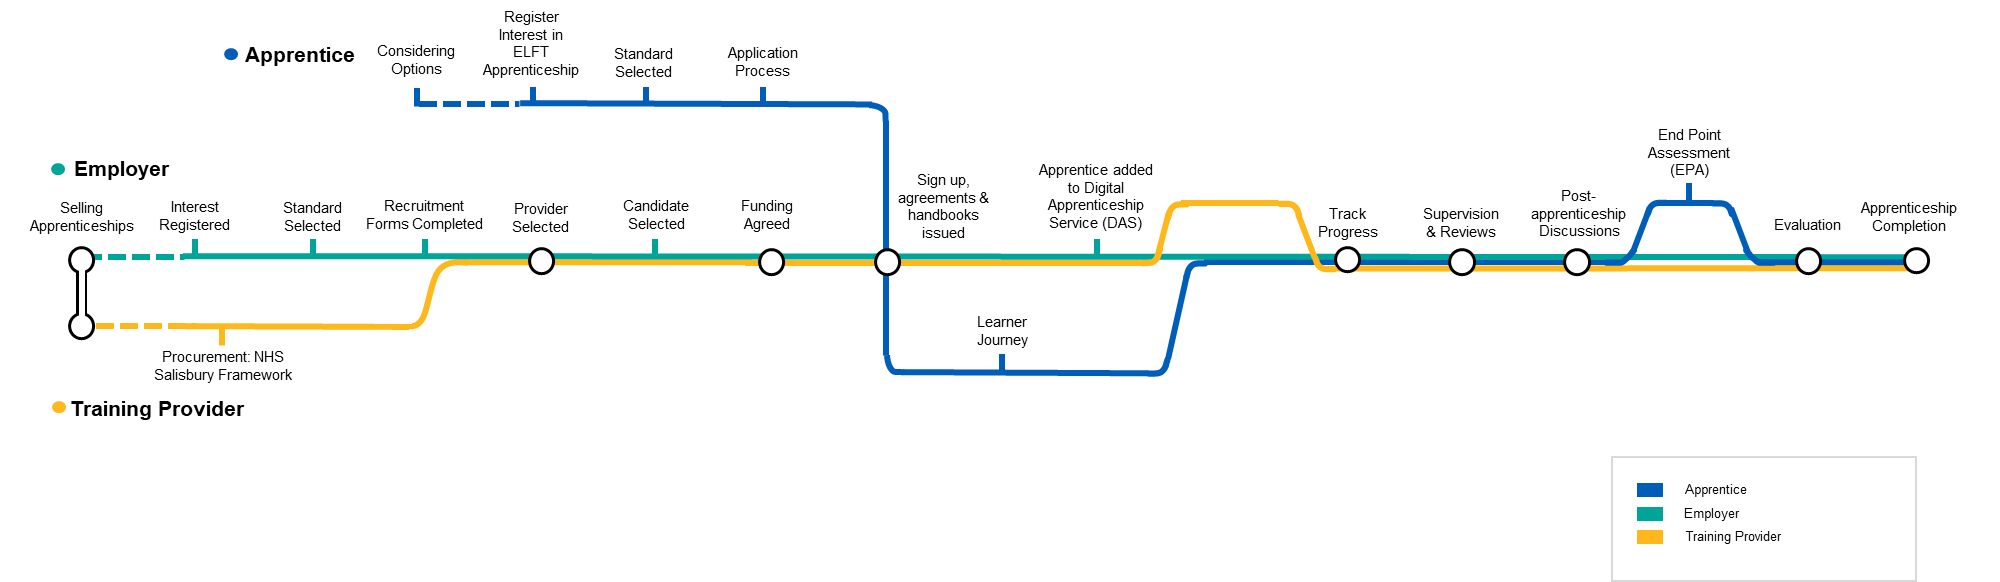 Apprentice
Considering
Options
Register
Interest in
ELFT
Apprenticeship
Standard
Selected
Application
Process
Employer
Selling
Apprenticeships
Interest
Registered
Standard
Selected
Recruitment
Forms Completed
Provider
Selected
Candidate
Selected
Funding
Agreed
Sign up,
agreements &
handbooks
issued
Apprentice added
to Digital
Apprenticeship
Service (DAS)
Track
Progress
Supervision
& Reviews
Post-
apprenticeship
Discussions
End Point
Assessment
(EPA)
Evaluation
Apprenticeship
Completion
Learner
Journey
Procurement: NHS
Salisbury Framework
Training Provider
Apprentice
Employer
Training Provider